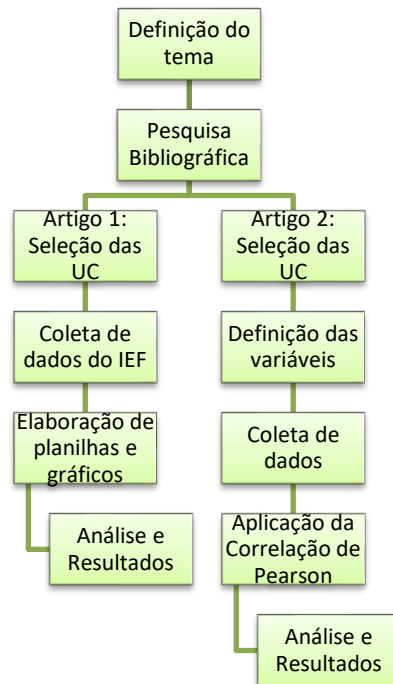 Definição do
tema
Pesquisa
Bibliográfica
Artigo 1:
Seleção das
UC
Coleta de
dados do IEF
Elaboração de
planilhas e
gráficos
Análise e
Resultados
Artigo 2:
Seleção das
UC
Definição das
variáveis
Coleta de
dados
Aplicação da
Correlação de
Pearson
Análise e
Resultados